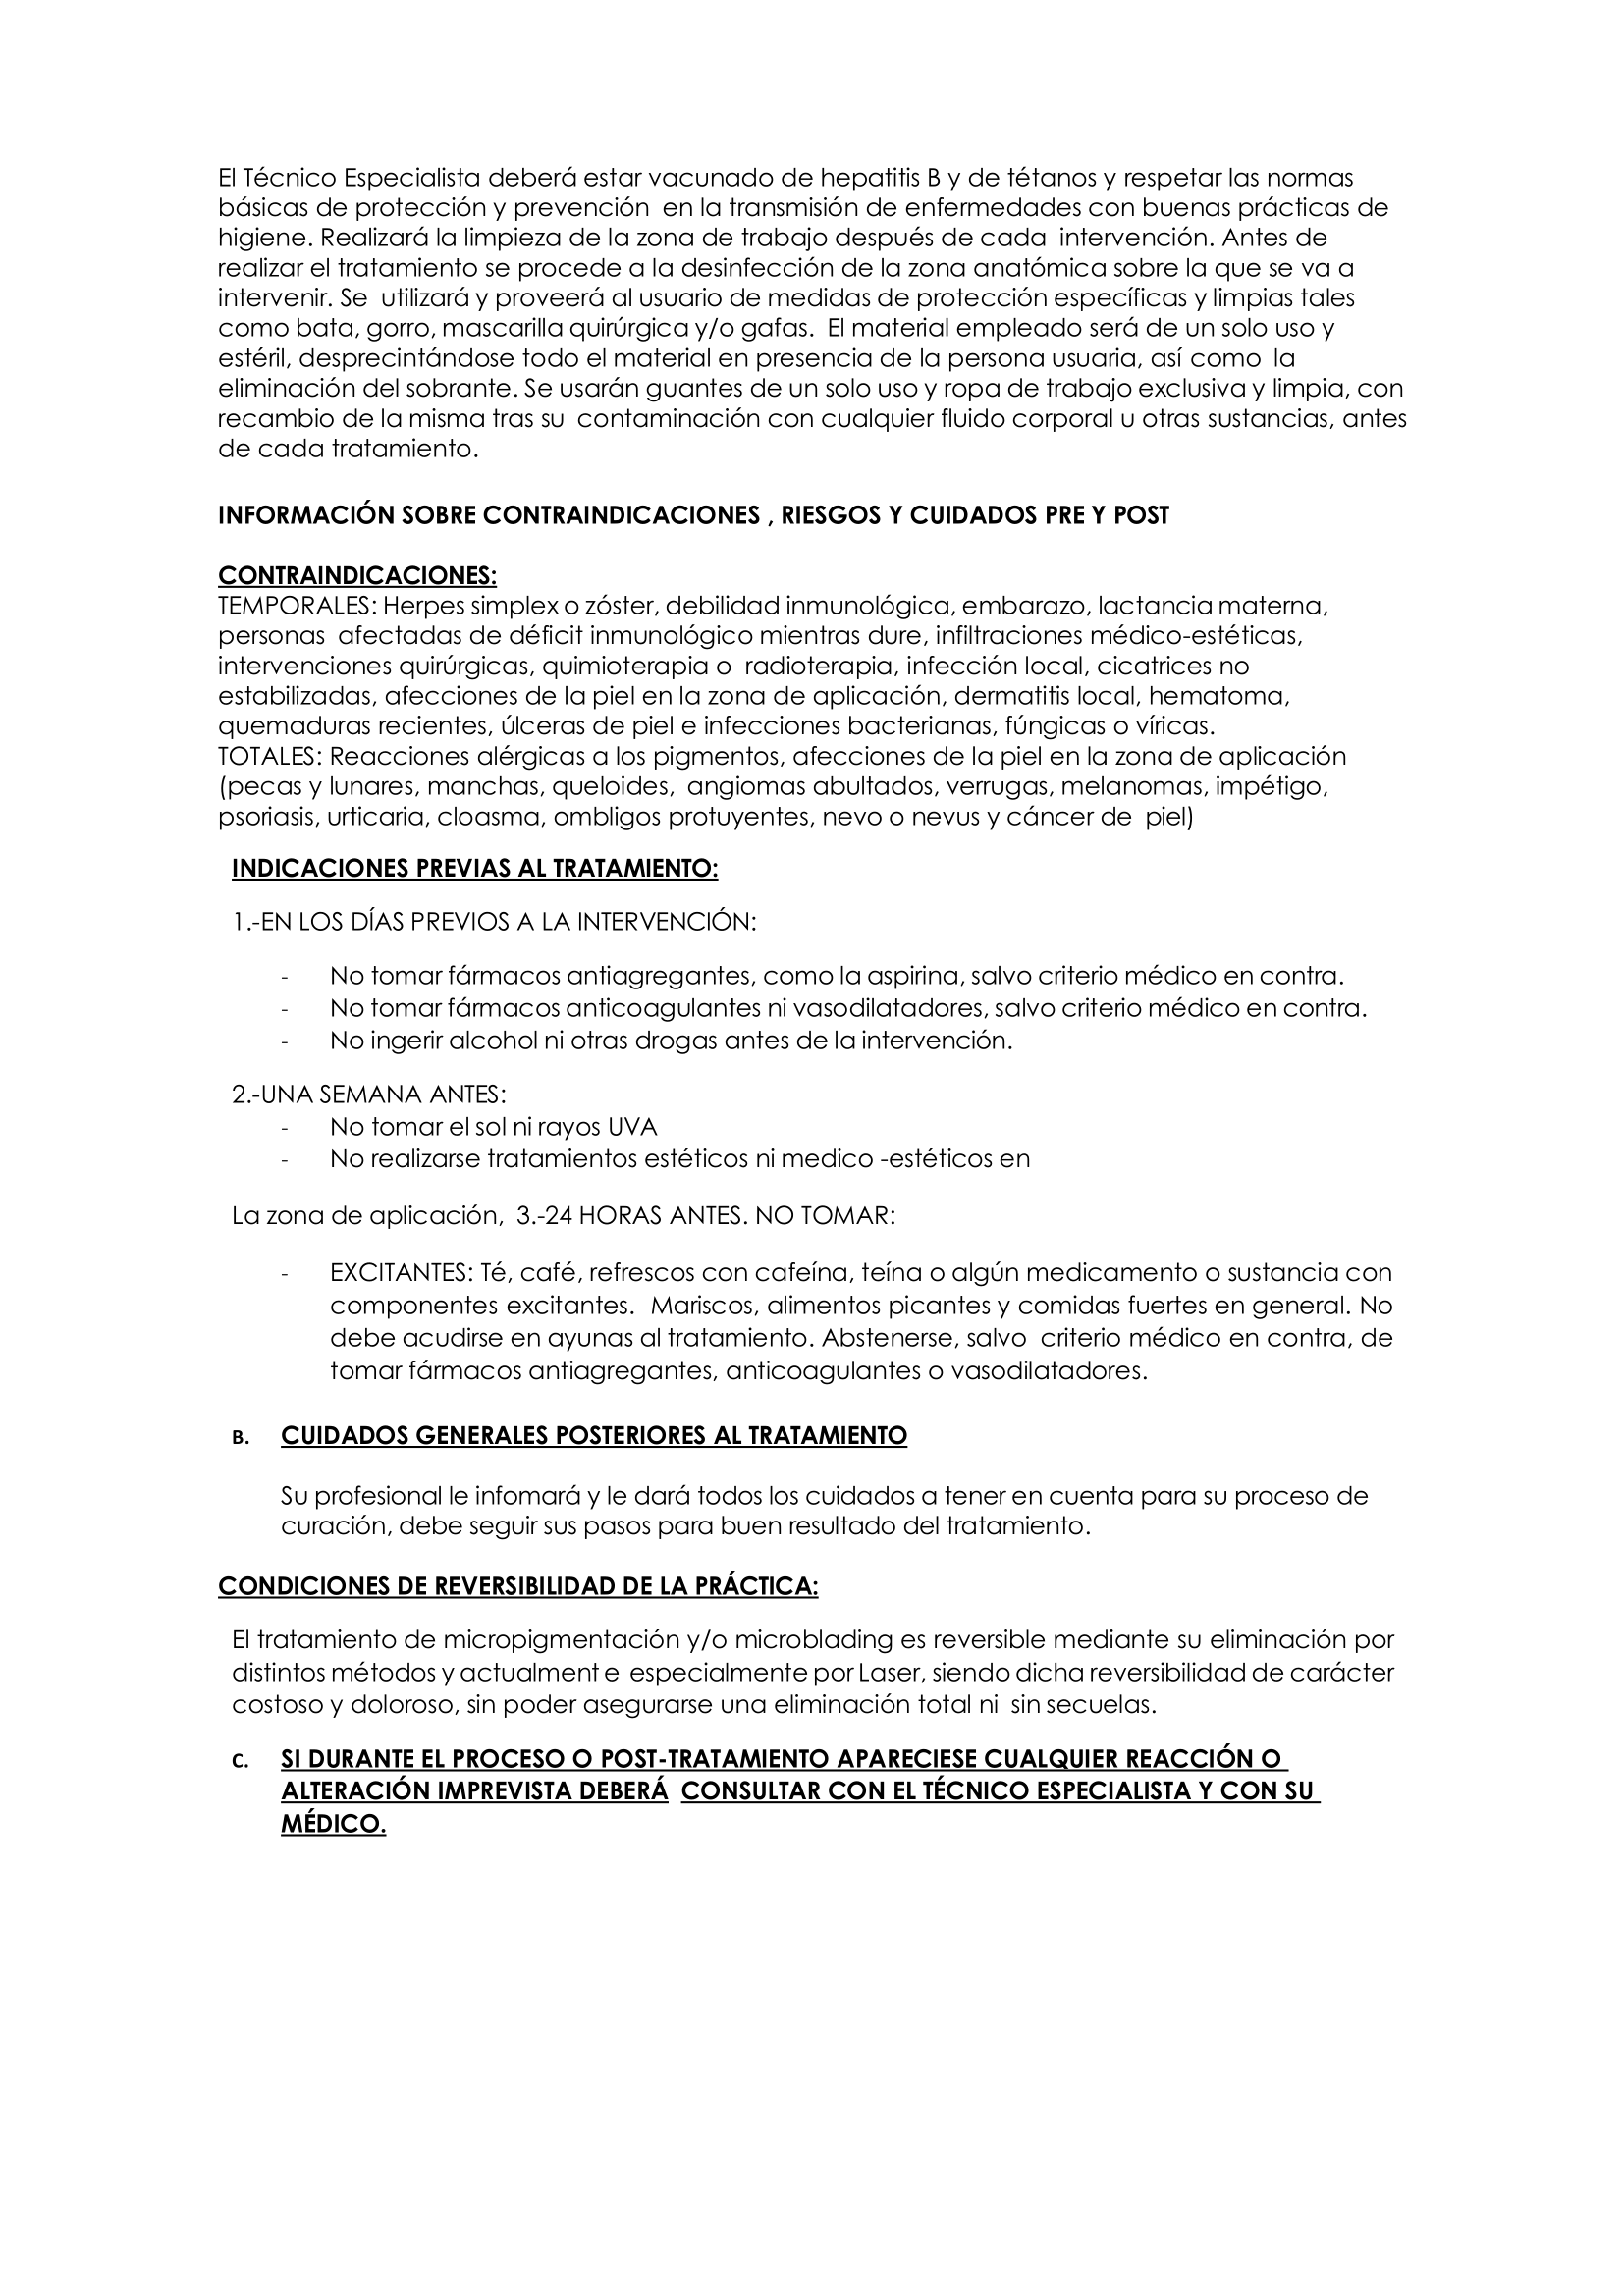 El Técnico Especialista deberá estar vacunado de hepatitis B y de tétanos y respetar las normas
básicas de protección y prevención en la transmisión de enfermedades con buenas prácticas de
higiene. Realizará la limpieza de la zona de trabajo después de cada intervención. Antes de
realizar el tratamiento se procede a la desinfección de la zona anatómica sobre la que se va a
intervenir. Se utilizará y proveerá al usuario de medidas de protección específicas y limpias tales
como bata, gorro, mascarilla quirúrgica y/o gafas. El material empleado será de un solo uso y
estéril, desprecintándose todo el material en presencia de la persona usuaria, así como la
eliminación del sobrante. Se usarán guantes de un solo uso y ropa de trabajo exclusiva y limpia, con
recambio de la misma tras su contaminación con cualquier fluido corporal u otras sustancias, antes
de cada tratamiento.
INFORMACIÓN SOBRE CONTRAINDICACIONES , RIESGOS Y CUIDADOS PRE Y POST
CONTRAINDICACIONES:
TEMPORALES: Herpes simplex o zóster, debilidad inmunológica, embarazo, lactancia materna,
personas afectadas de déficit inmunológico mientras dure, infiltraciones médico-estéticas,
intervenciones quirúrgicas, quimioterapia o radioterapia, infección local, cicatrices no
estabilizadas, afecciones de la piel en la zona de aplicación, dermatitis local, hematoma,
quemaduras recientes, úlceras de piel e infecciones bacterianas, fúngicas o víricas.
TOTALES: Reacciones alérgicas a los pigmentos, afecciones de la piel en la zona de aplicación
(pecas y lunares, manchas, queloides, angiomas abultados, verrugas, melanomas, impétigo,
psoriasis, urticaria, cloasma, ombligos protuyentes, nevo o nevus y cáncer de piel)
INDICACIONES PREVIAS AL TRATAMIENTO:
1.-EN LOS DÍAS PREVIOS A LA INTERVENCIÓN:
- No tomar fármacos antiagregantes, como la aspirina, salvo criterio médico en contra.
- No tomar fármacos anticoagulantes ni vasodilatadores, salvo criterio médico en contra.
- No ingerir alcohol ni otras drogas antes de la intervención.
2.-UNA SEMANA ANTES:
- No tomar el sol ni rayos UVA
- No realizarse tratamientos estéticos ni medico -estéticos en
La zona de aplicación, 3.-24 HORAS ANTES. NO TOMAR:
- EXCITANTES: Té, café, refrescos con cafeína, teína o algún medicamento o sustancia con
componentes excitantes. Mariscos, alimentos picantes y comidas fuertes en general. No
debe acudirse en ayunas al tratamiento. Abstenerse, salvo criterio médico en contra, de
tomar fármacos antiagregantes, anticoagulantes o vasodilatadores.
B. CUIDADOS GENERALES POSTERIORES AL TRATAMIENTO
Su profesional le infomará y le dará todos los cuidados a tener en cuenta para su proceso de
curación, debe seguir sus pasos para buen resultado del tratamiento.
CONDICIONES DE REVERSIBILIDAD DE LA PRÁCTICA:
El tratamiento de micropigmentación y/o microblading es reversible mediante su eliminación por
distintos métodos y actualment e especialmente por Laser, siendo dicha reversibilidad de carácter
costoso y doloroso, sin poder asegurarse una eliminación total ni sin secuelas.
C. SI DURANTE EL PROCESO O POST-TRATAMIENTO APARECIESE CUALQUIER REACCIÓN O
ALTERACIÓN IMPREVISTA DEBERÁ CONSULTAR CON EL TÉCNICO ESPECIALISTA Y CON SU
MÉDICO.